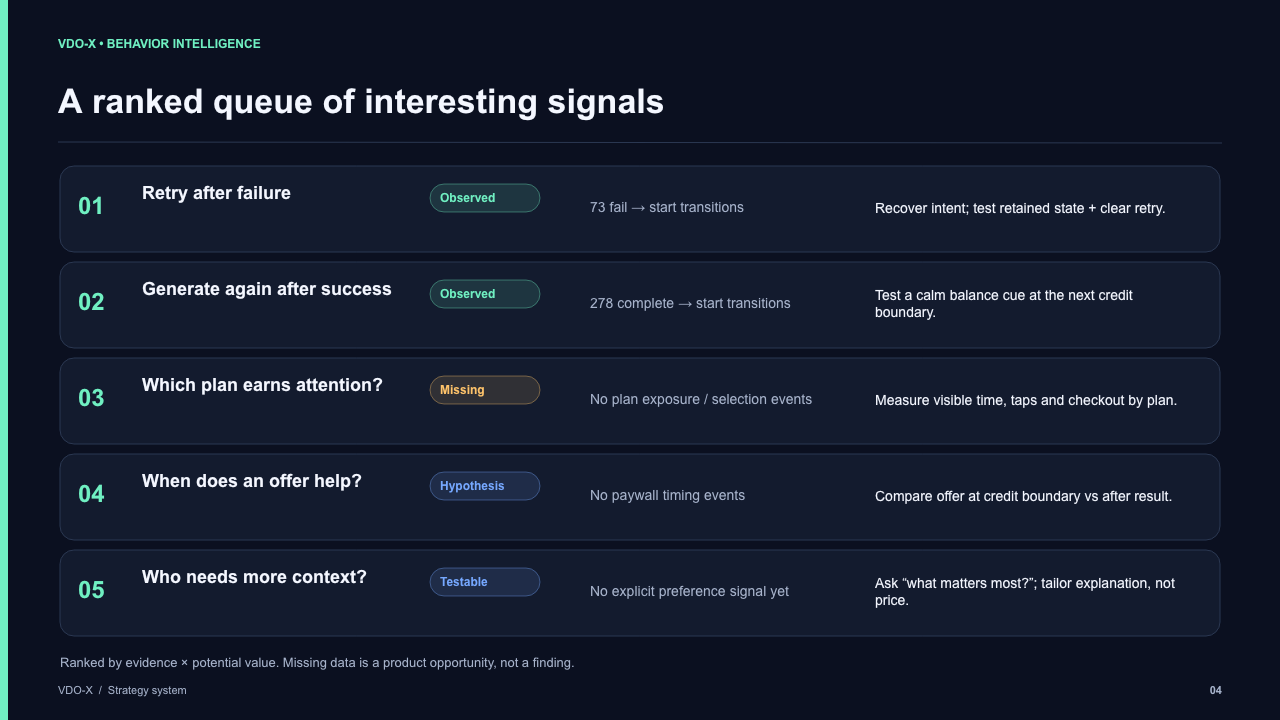 VDO-X • BEHAVIOR INTELLIGENCE
A ranked queue of interesting signals
01
Retry after failure
Observed
73 fail → start transitions
Recover intent; test retained state + clear retry.
02
Generate again after success
Observed
278 complete → start transitions
Test a calm balance cue at the next credit
boundary.
03
Which plan earns attention?
Missing
No plan exposure / selection events
Measure visible time, taps and checkout by plan.
04
When does an offer help?
Hypothesis
No paywall timing events
Compare offer at credit boundary vs after result.
05
Who needs more context?
Testable
No explicit preference signal yet
Ask “what matters most?”; tailor explanation, not
price.
Ranked by evidence × potential value. Missing data is a product opportunity, not a finding.
VDO-X / Strategy system
04